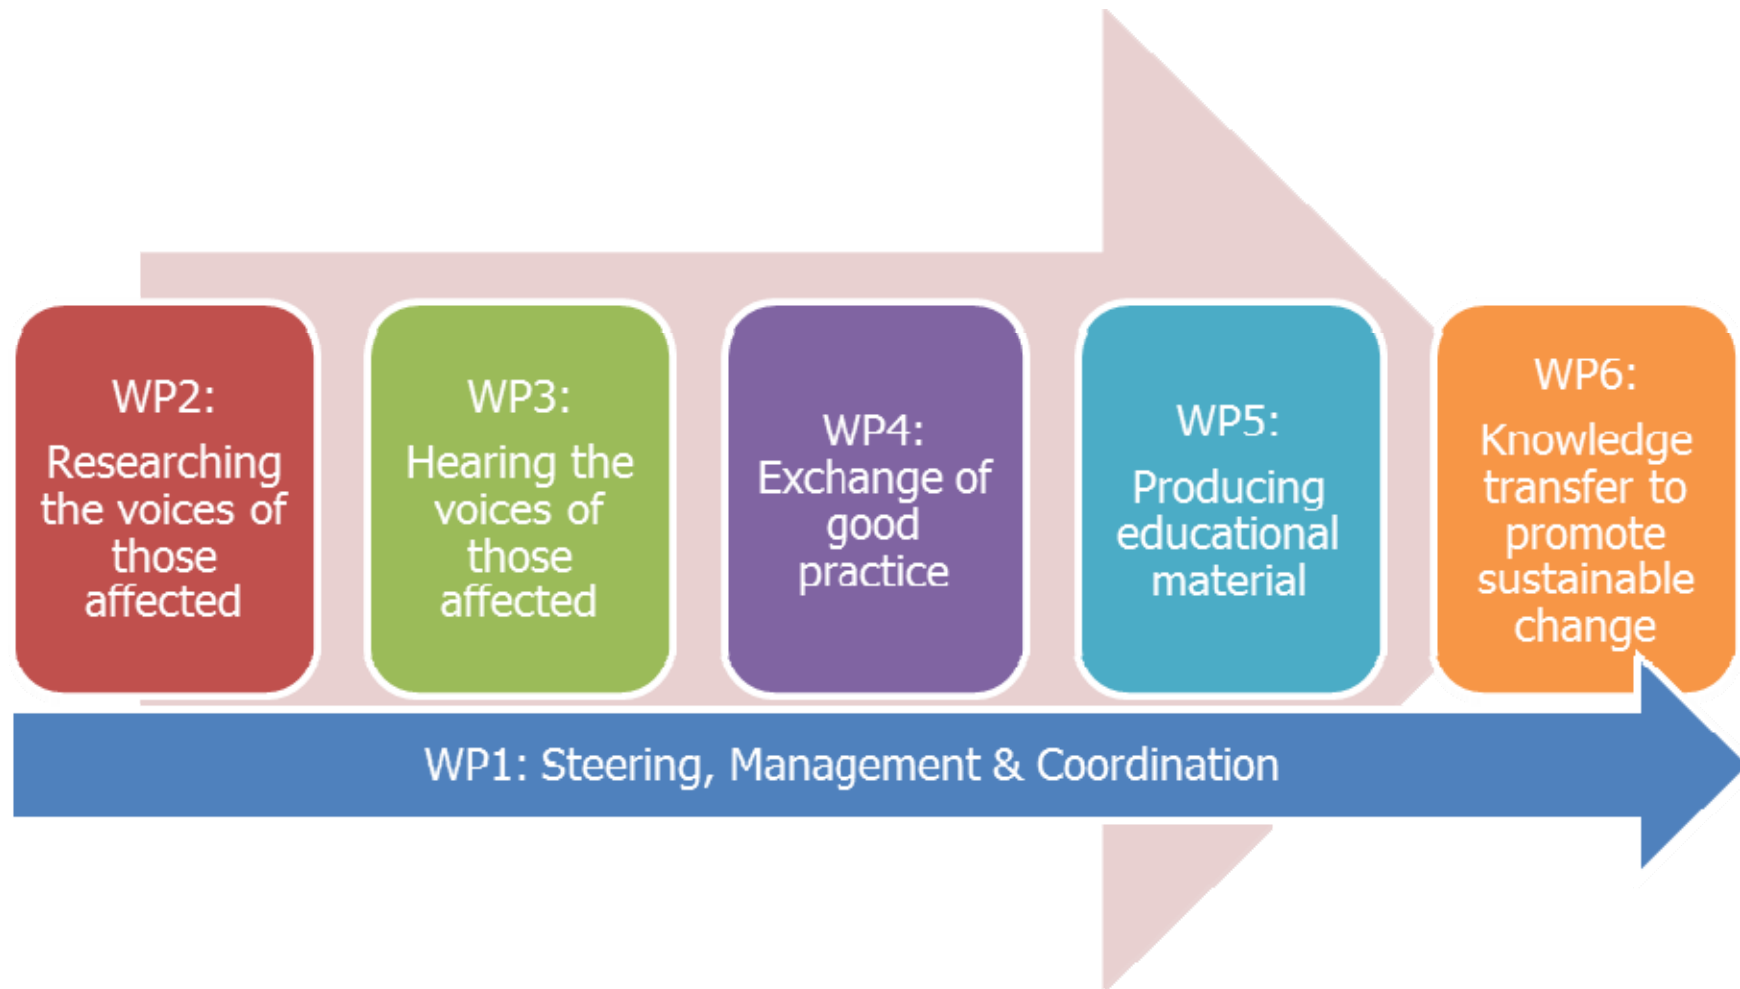 WP2:
Researching
the voices of
those
affected
WP3:
Hearing the
voices of
those
affected
WP4:
Exchange of
good
practice
WP5:
Producing
educational
material
WP6:
Knowledge
transfer to
promote
sustainable
change
WP1: Steering, Management & Coordination